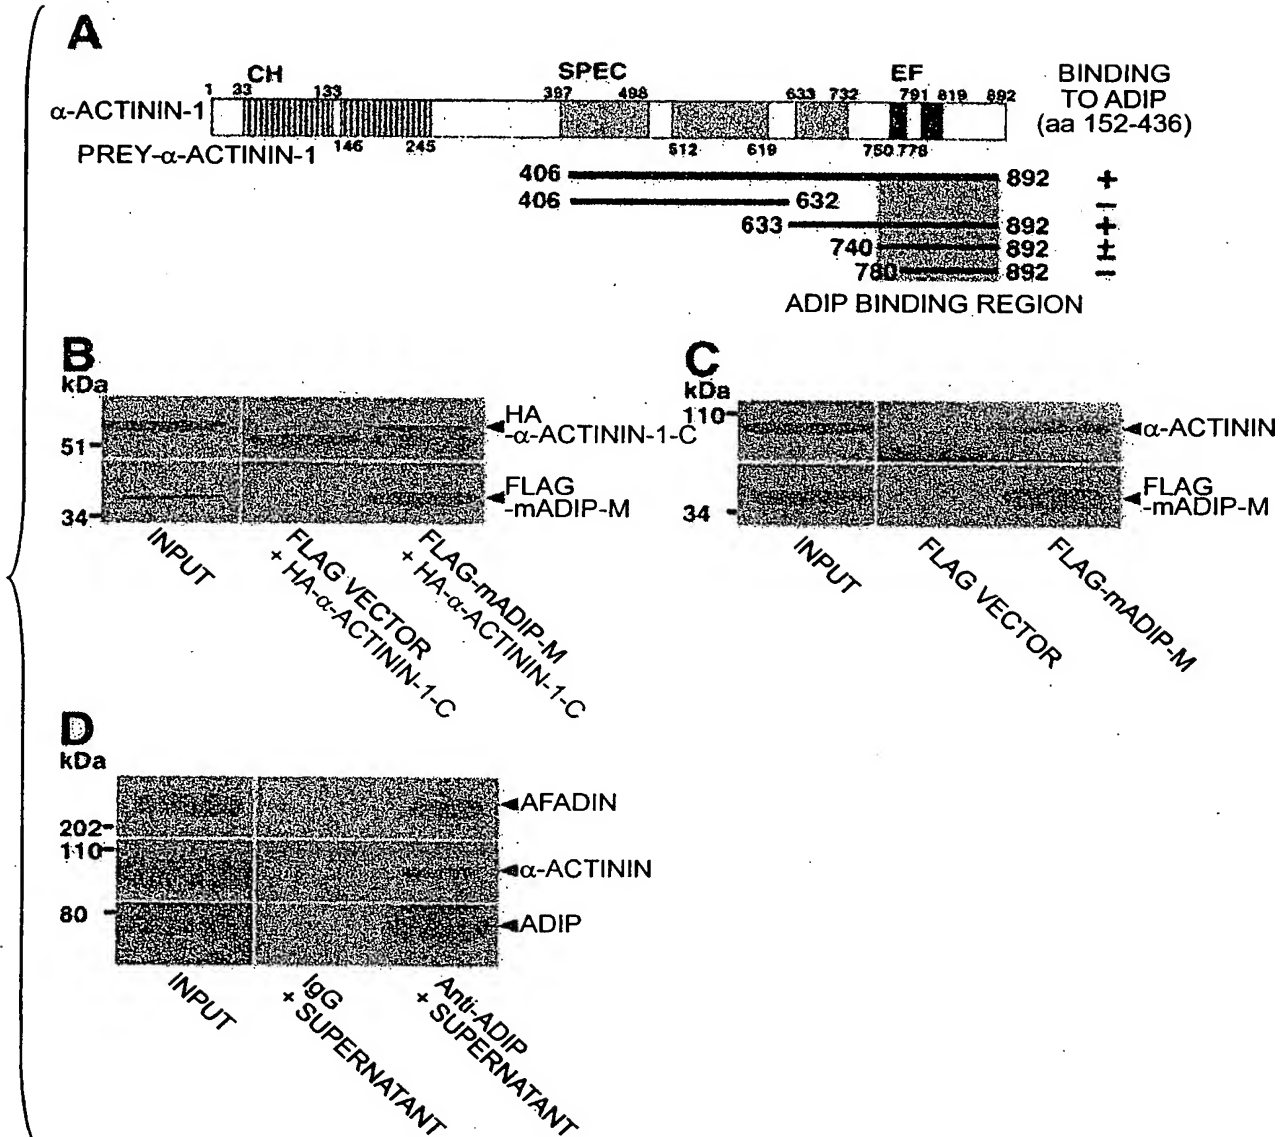 A
CH SPEC EF BINDING
1 33 133 397 498 633 732 791 819 892 TO ADIP
α-ACTININ-1 (aa 152-436)
146 245 512 619 750 778
PREY-α-ACTININ-1
406 892 +
406 632 −
633 892 +
740 892 ±
780 892 −
ADIP BINDING REGION
B
kDa
HA
-α-ACTININ-1-C
51
FLAG
-mADIP-M
34
INPUT
FLAG VECTOR
+ HA-α-ACTININ-1-C
FLAG-mADIP-M
+ HA-α-ACTININ-1-C
C
kDa
110
α-ACTININ
FLAG
-mADIP-M
34
INPUT
FLAG VECTOR
FLAG-mADIP-M
D
kDa
AFADIN
202
110
α-ACTININ
80
ADIP
INPUT
IgG
+ SUPERNATANT
Anti-ADIP
+ SUPERNATANT